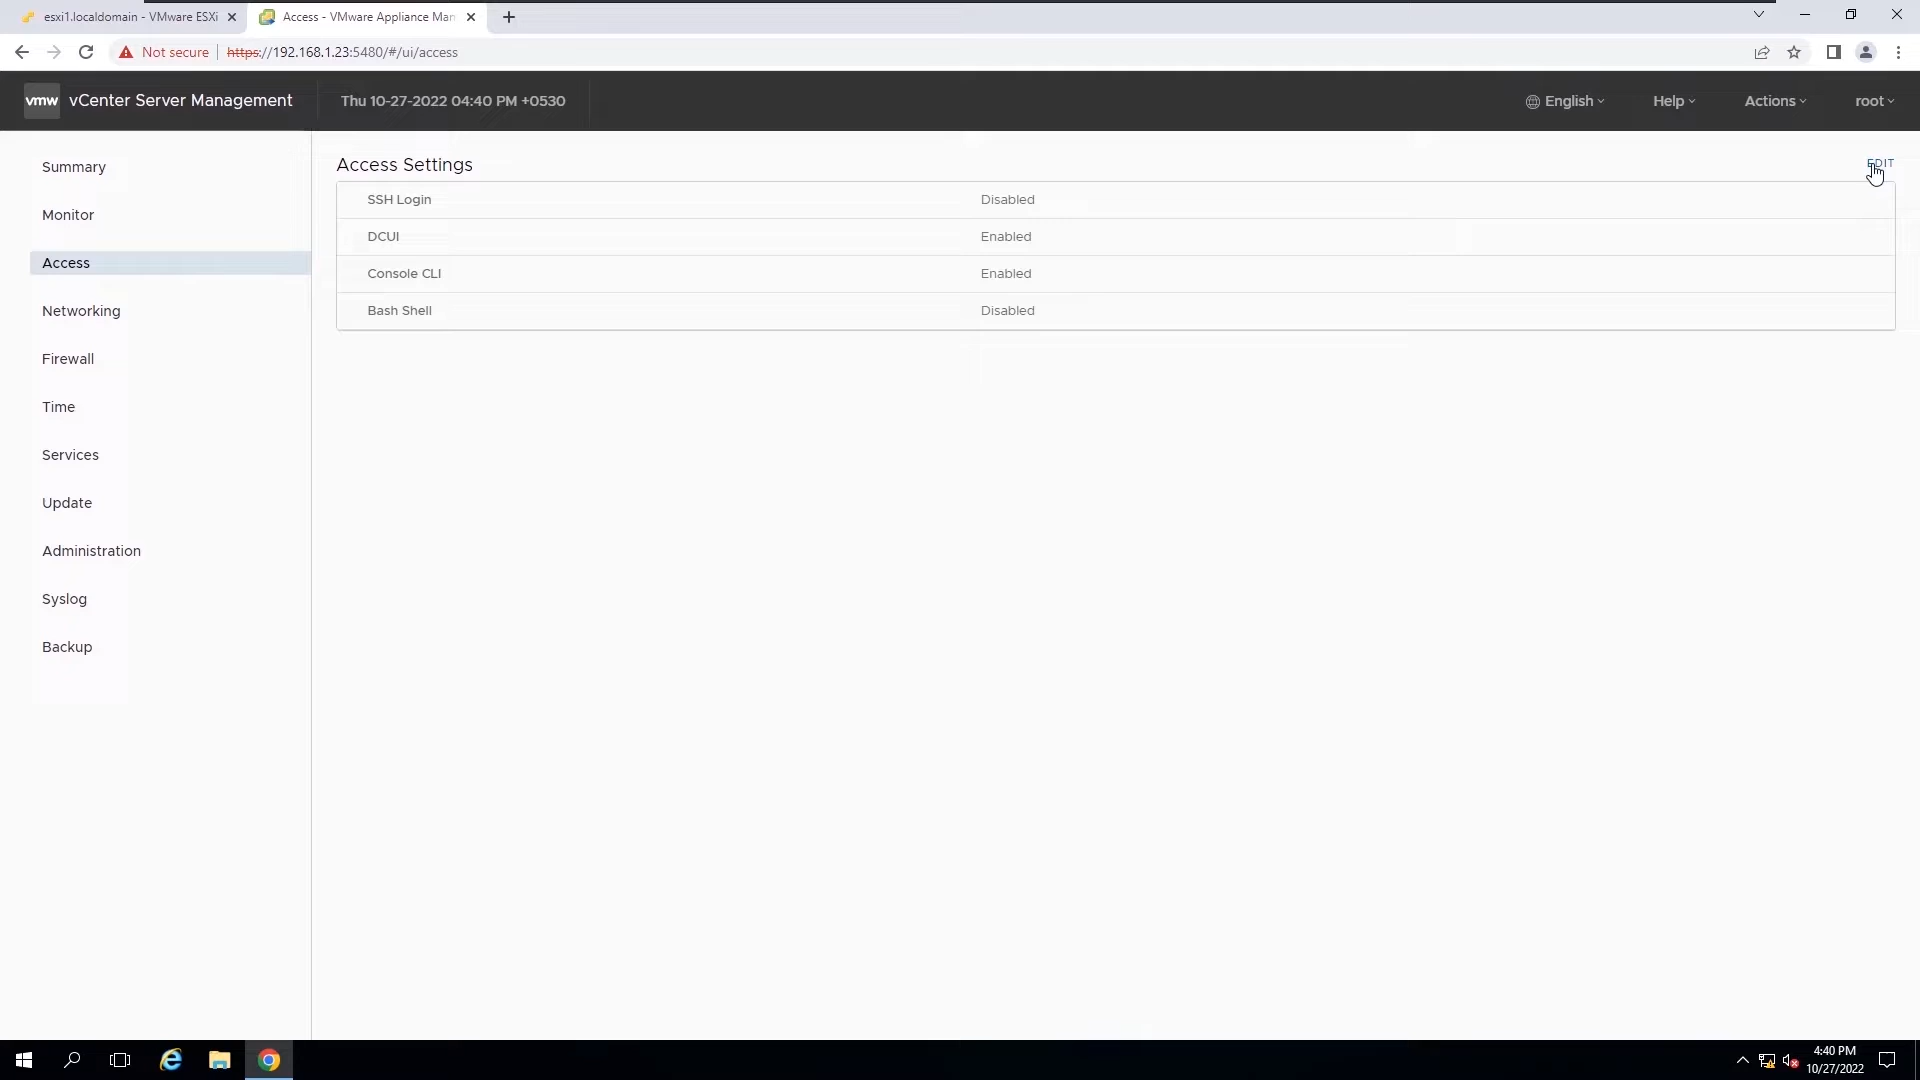 esxi1.localdomain - VMware ESXi
Access - VMware Appliance Man
Not secure
https://192.168.1.23:5480/#/ui/access
vmw vCenter Server Management
Thu 10-27-2022 04:40 PM +0530
English
Help
Actions
root
Summary
Monitor
Access
Networking
Firewall
Time
Services
Update
Administration
Syslog
Backup
Access Settings
EDIT
SSH Login Disabled
DCUI Enabled
Console CLI Enabled
Bash Shell Disabled
4:40 PM
10/27/2022